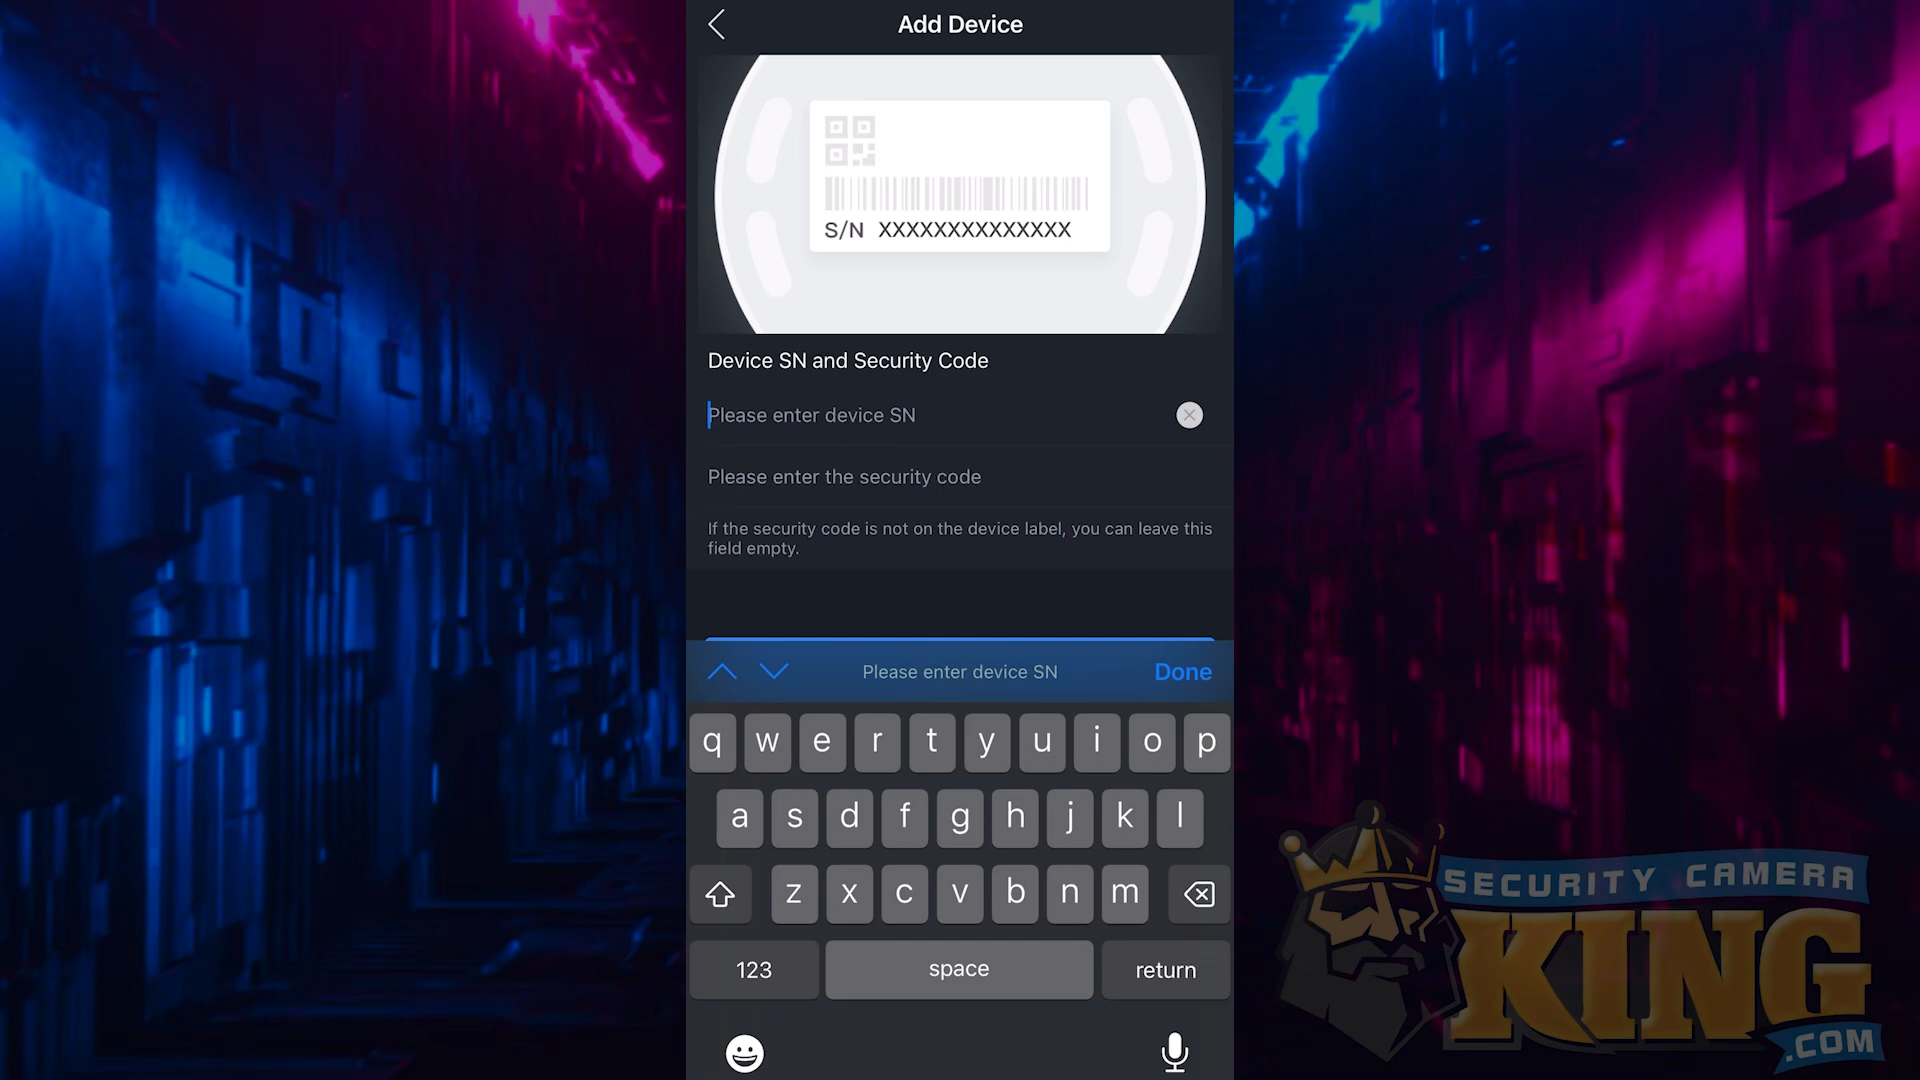 Add Device
S/N XXXXXXXXXXXXXX
Device SN and Security Code
Please enter device SN
Please enter the security code
If the security code is not on the device label, you can leave this
field empty.
Please enter device SN
Done
q w e r t y u i o p
a s d f g h j k l
z x c v b n m
123 space return
SECURITY CAMERA
KING
.COM